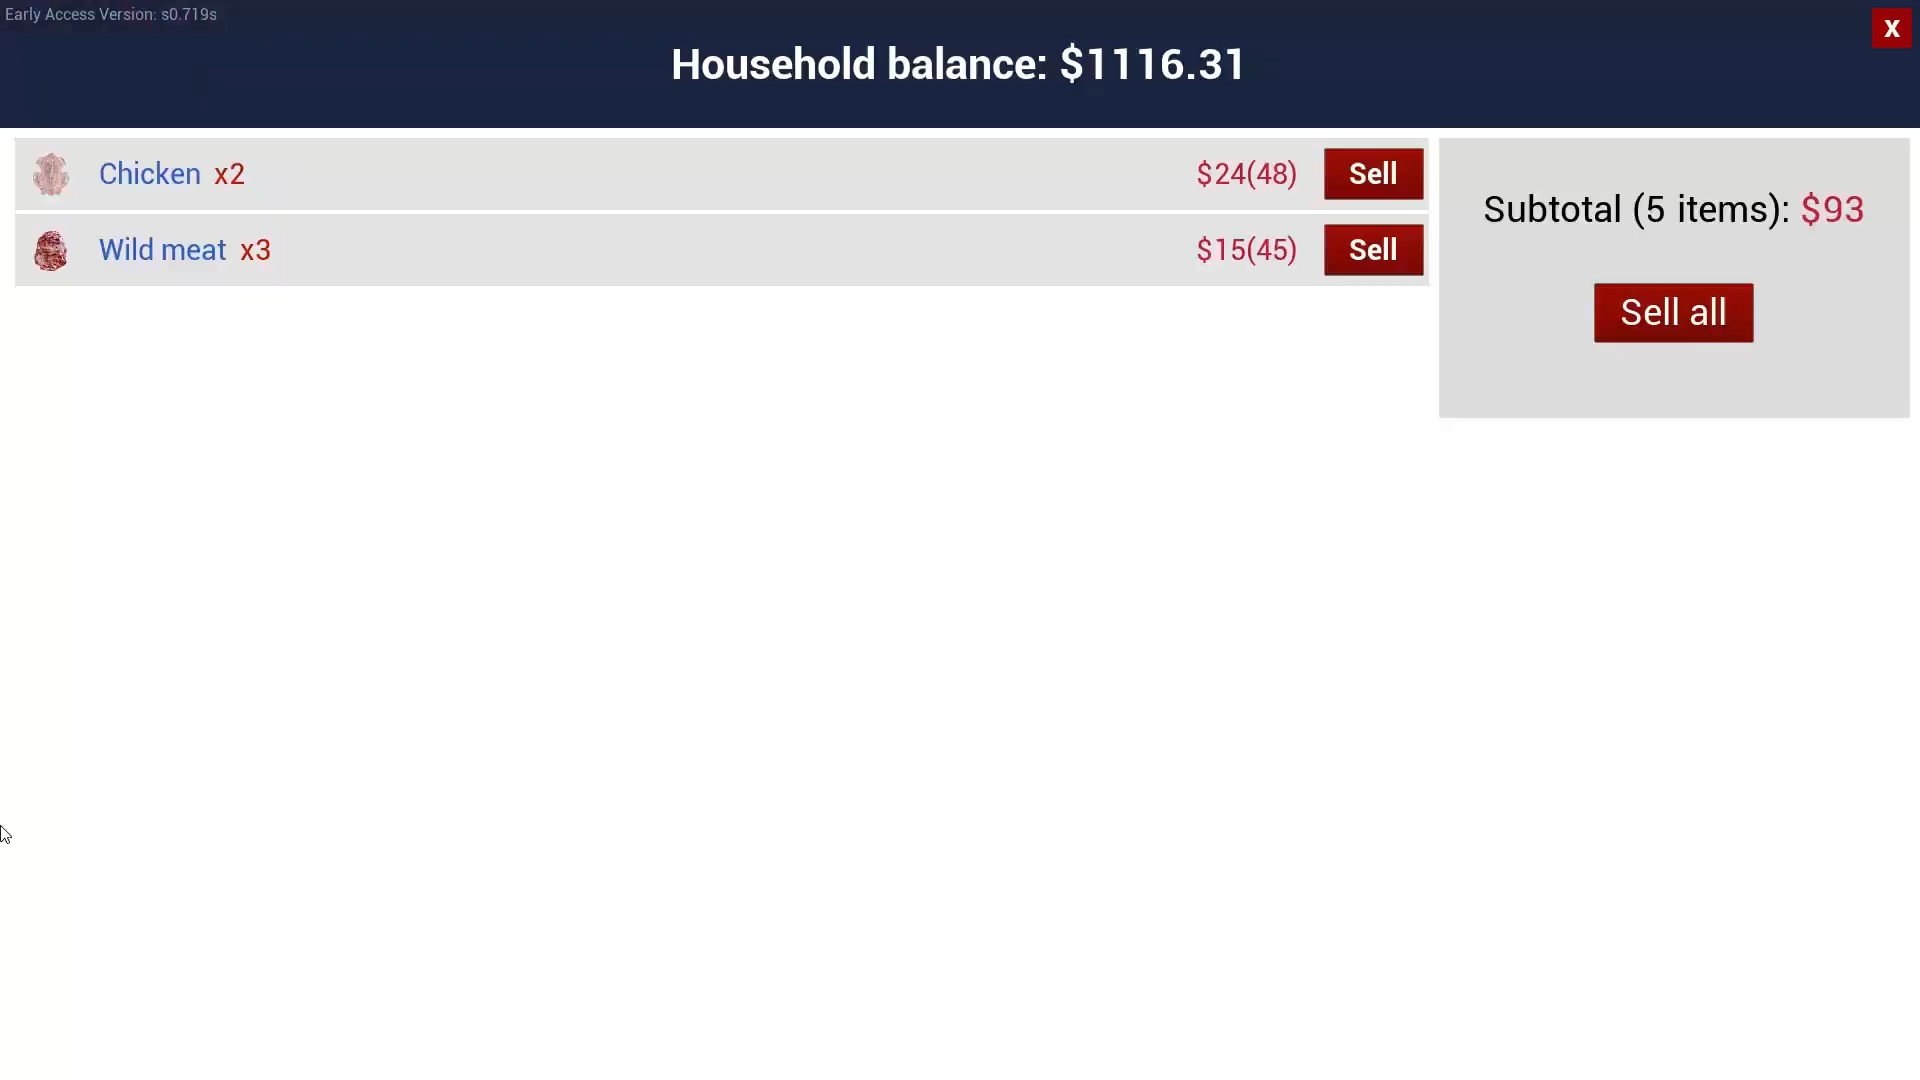 Early Access Version: s0.719s
X
Household balance: $1116.31
Chicken x2 $24(48) Sell
Wild meat x3 $15(45) Sell
Subtotal (5 items): $93
Sell all